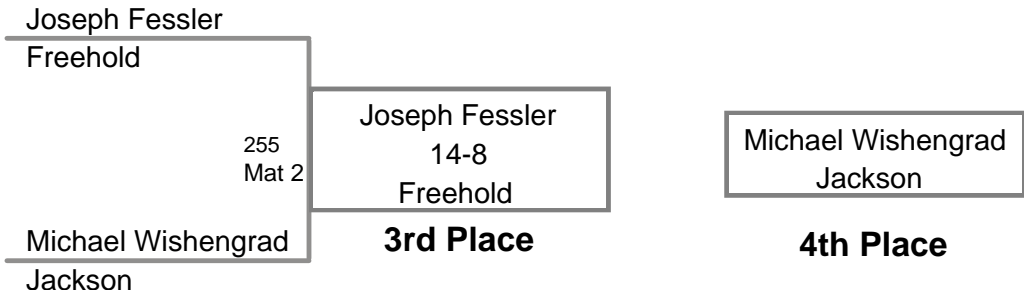 Joseph Fessler
Freehold
255
Mat 2
Michael Wishengrad
Jackson
Joseph Fessler
14-8
Freehold
3rd Place
Michael Wishengrad
Jackson
4th Place